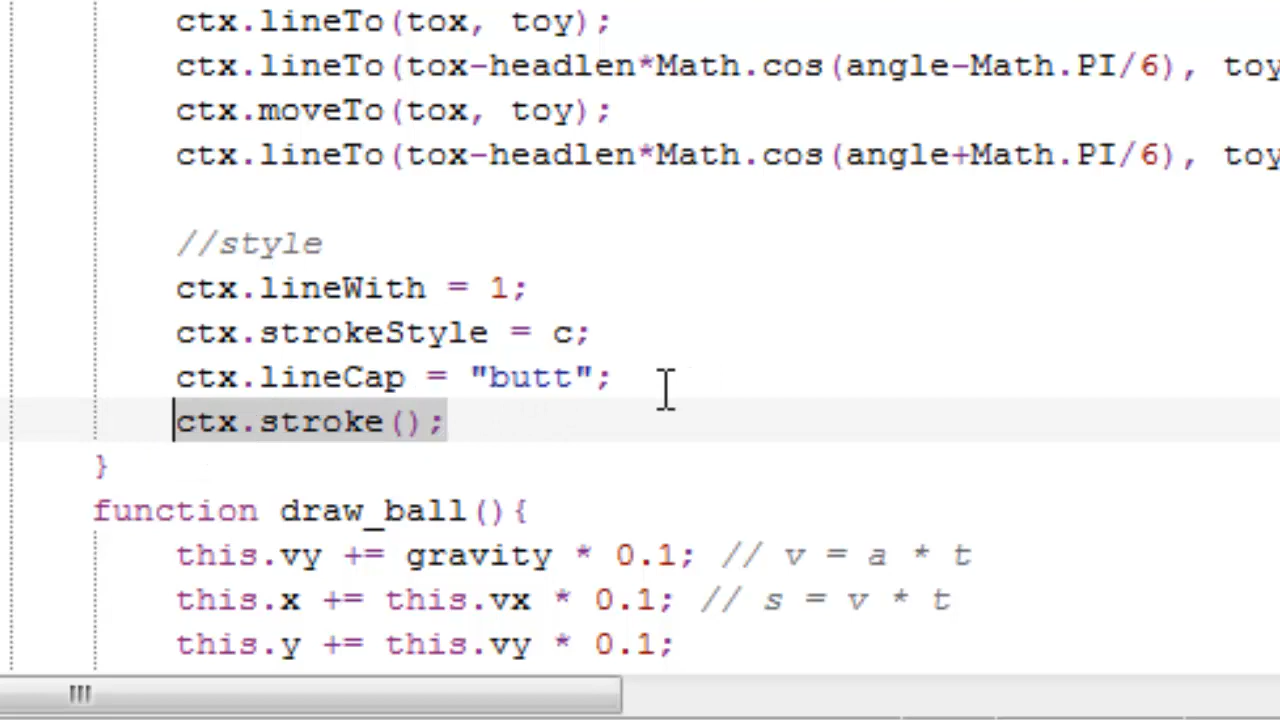 ctx.lineTo(tox, toy);
ctx.lineTo(tox-headlen*Math.cos(angle-Math.PI/6), toy
ctx.moveTo(tox, toy);
ctx.lineTo(tox-headlen*Math.cos(angle+Math.PI/6), toy
//style
ctx.lineWith = 1;
ctx.strokeStyle = c;
ctx.lineCap = "butt";
ctx.stroke();
}
function draw_ball(){
this.vy += gravity * 0.1; // v = a * t
this.x += this.vx * 0.1; // s = v * t
this.y += this.vy * 0.1;